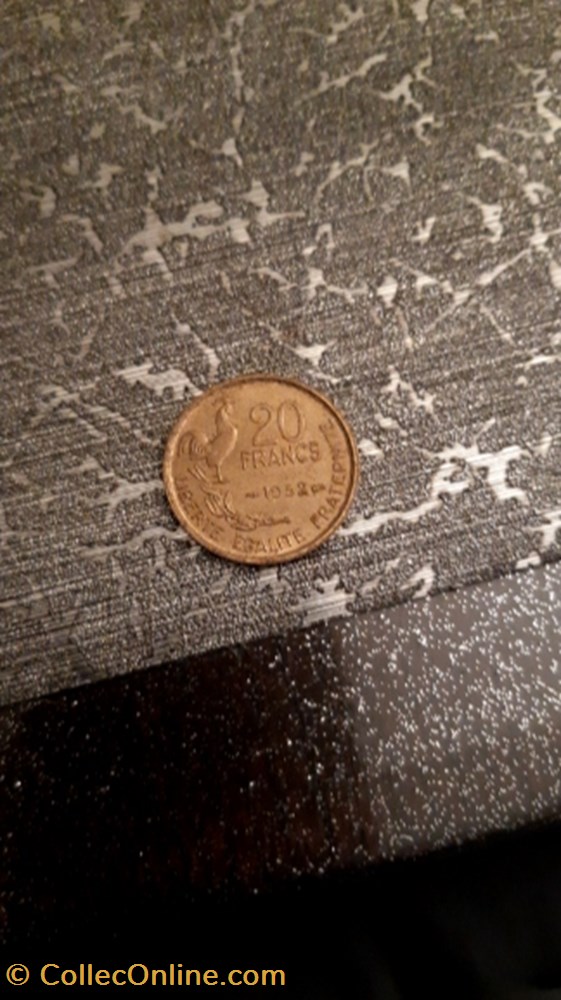 20
FRANCS
1952
LIBERTE EGALITE FRATERNITE
© CollecOnline.com